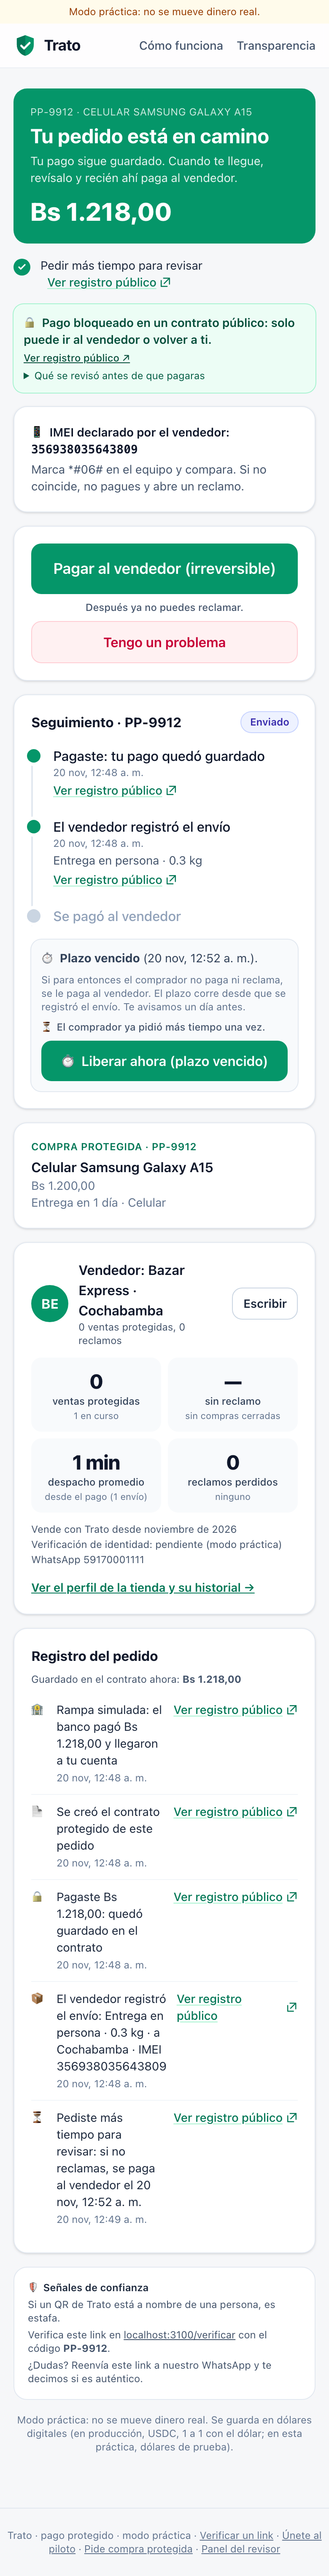 Modo práctica: no se mueve dinero real.
Trato
Cómo funciona
Transparencia
PP-9912 · CELULAR SAMSUNG GALAXY A15
Tu pedido está en camino
Tu pago sigue guardado. Cuando te llegue,
revísalo y recién ahí paga al vendedor.
Bs 1.218,00
Pedir más tiempo para revisar
Ver registro público
Pago bloqueado en un contrato público: solo
puede ir al vendedor o volver a ti.
Ver registro público ↗
▶ Qué se revisó antes de que pagaras
IMEI declarado por el vendedor:
356938035643809
Marca *#06# en el equipo y compara. Si no
coincide, no pagues y abre un reclamo.
Pagar al vendedor (irreversible)
Después ya no puedes reclamar.
Tengo un problema
Seguimiento · PP-9912
Enviado
Pagaste: tu pago quedó guardado
20 nov, 12:48 a. m.
Ver registro público
El vendedor registró el envío
20 nov, 12:48 a. m.
Entrega en persona · 0.3 kg
Ver registro público
Se pagó al vendedor
Plazo vencido (20 nov, 12:52 a. m.).
Si para entonces el comprador no paga ni reclama,
se le paga al vendedor. El plazo corre desde que se
registró el envío. Te avisamos un día antes.
El comprador ya pidió más tiempo una vez.
Liberar ahora (plazo vencido)
COMPRA PROTEGIDA · PP-9912
Celular Samsung Galaxy A15
Bs 1.200,00
Entrega en 1 día · Celular
BE
Vendedor: Bazar
Express ·
Cochabamba
0 ventas protegidas, 0
reclamos
Escribir
0
ventas protegidas
1 en curso
—
sin reclamo
sin compras cerradas
1 min
despacho promedio
desde el pago (1 envío)
0
reclamos perdidos
ninguno
Vende con Trato desde noviembre de 2026
Verificación de identidad: pendiente (modo práctica)
WhatsApp 59170001111
Ver el perfil de la tienda y su historial →
Registro del pedido
Guardado en el contrato ahora: Bs 1.218,00
Rampa simulada: el
banco pagó Bs
1.218,00 y llegaron
a tu cuenta
20 nov, 12:48 a. m.
Ver registro público
Se creó el contrato
protegido de este
pedido
20 nov, 12:48 a. m.
Ver registro público
Pagaste Bs
1.218,00: quedó
guardado en el
contrato
20 nov, 12:48 a. m.
Ver registro público
El vendedor registró
el envío: Entrega en
persona · 0.3 kg · a
Cochabamba · IMEI
356938035643809
20 nov, 12:48 a. m.
Ver registro
público
Pediste más
tiempo para
revisar: si no
reclamas, se paga
al vendedor el 20
nov, 12:52 a. m.
20 nov, 12:49 a. m.
Ver registro público
Señales de confianza
Si un QR de Trato está a nombre de una persona, es
estafa.
Verifica este link en localhost:3100/verificar con el
código PP-9912.
¿Dudas? Reenvía este link a nuestro WhatsApp y te
decimos si es auténtico.
Modo práctica: no se mueve dinero real. Se guarda en dólares
digitales (en producción, USDC, 1 a 1 con el dólar; en esta
práctica, dólares de prueba).
Trato · pago protegido · modo práctica · Verificar un link · Únete al
piloto · Pide compra protegida · Panel del revisor